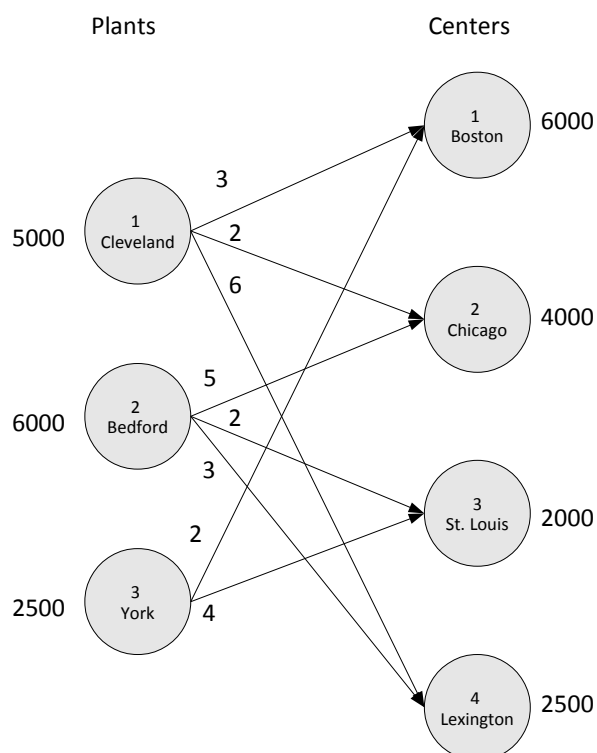 Plants Centers
1
Boston
6000
3
1
Cleveland
5000
2
6
2
Chicago
4000
5
2
Bedford
6000
2
3
3
St. Louis
2000
2
3
York
2500
4
4
Lexington
2500